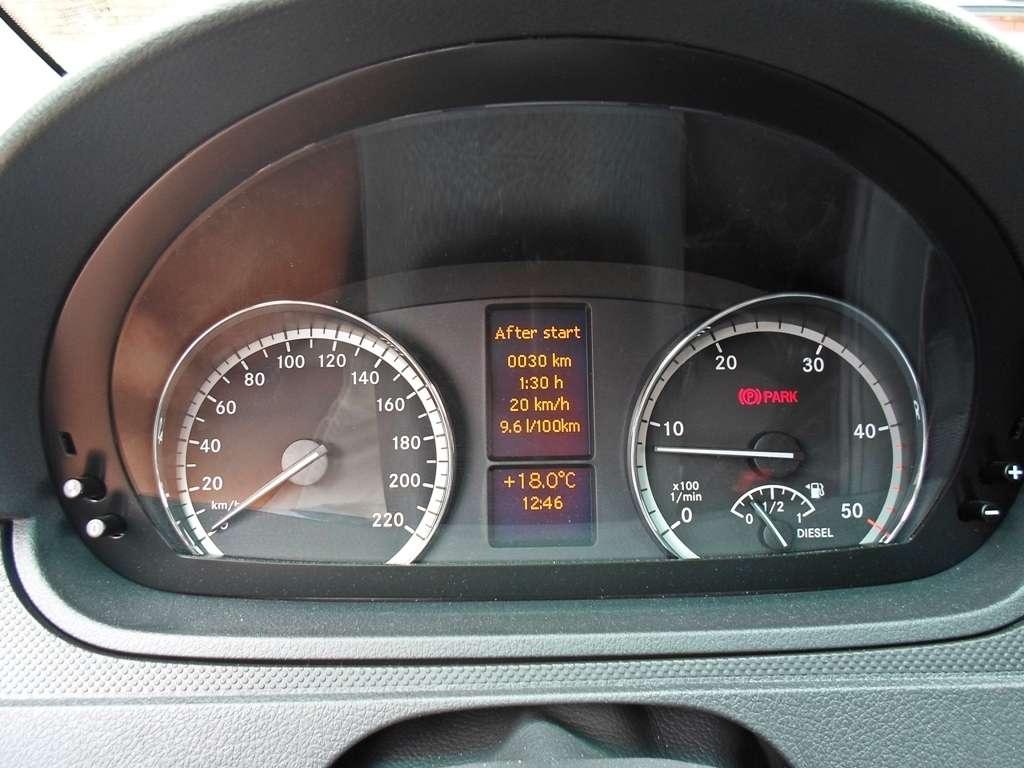 After start
0030 km
1:30 h
20 km/h
9.6 l/100km
+18.0°C
12:46
km/h
0
20
40
60
80
100
120
140
160
180
200
220
x100
1/min
0
10
20
30
40
50
(P) PARK
0 1/2 1
DIESEL
+
-